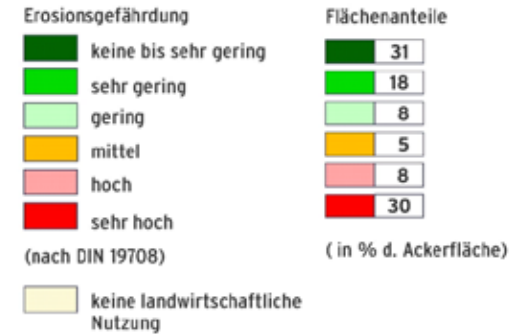 Erosionsgefährdung
keine bis sehr gering
sehr gering
gering
mittel
hoch
sehr hoch
(nach DIN 19708)
keine landwirtschaftliche
Nutzung
Flächenanteile
31
18
8
5
8
30
( in % d. Ackerfläche)